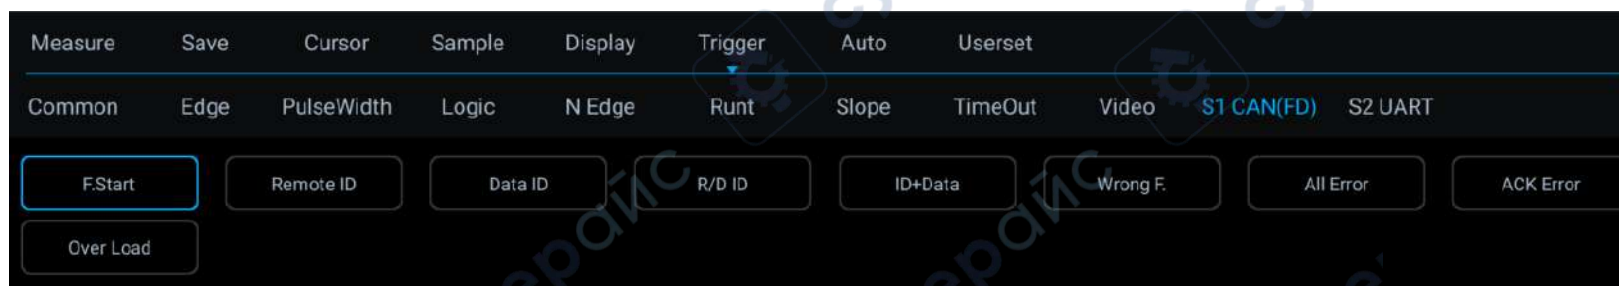 Measure Save Cursor Sample Display Trigger Auto Userset
Common Edge PulseWidth Logic N Edge Runt Slope TimeOut Video S1 CAN(FD) S2 UART
F.Start Remote ID Data ID R/D ID ID+Data Wrong F. All Error ACK Error
Over Load